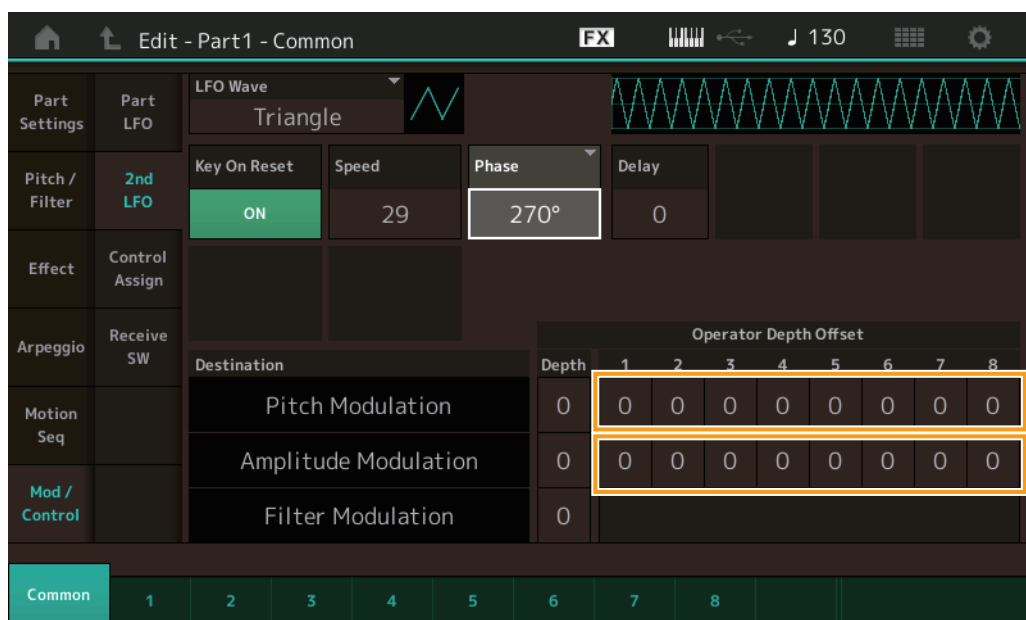 Edit - Part1 - Common
FX
130
Part Settings
Part LFO
LFO Wave
Triangle
Pitch / Filter
2nd LFO
Key On Reset
Speed
Phase
Delay
ON
29
270°
0
Effect
Control Assign
Arpeggio
Receive SW
Operator Depth Offset
Destination
Depth
1 2 3 4 5 6 7 8
Pitch Modulation
0
0 0 0 0 0 0 0 0
Motion Seq
Amplitude Modulation
0
0 0 0 0 0 0 0 0
Mod / Control
Filter Modulation
0
Common 1 2 3 4 5 6 7 8